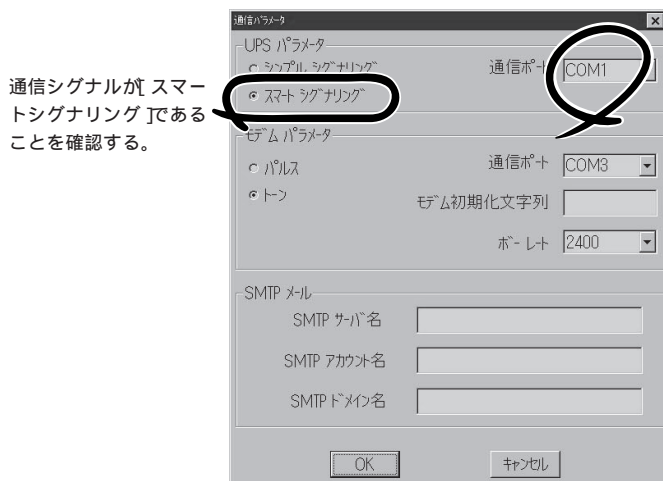 通信パラメータ
UPS パラメータ
シンプル シグナリング
通信ポート COM1
スマート シグナリング
通信シグナルが[ スマー
トシグナリング ]である
ことを確認する。
モデム パラメータ
パルス
通信ポート COM3
トーン
モデム初期化文字列
ボー レート 2400
SMTP メール
SMTP サーバ名
SMTP アカウント名
SMTP ドメイン名
OK キャンセル